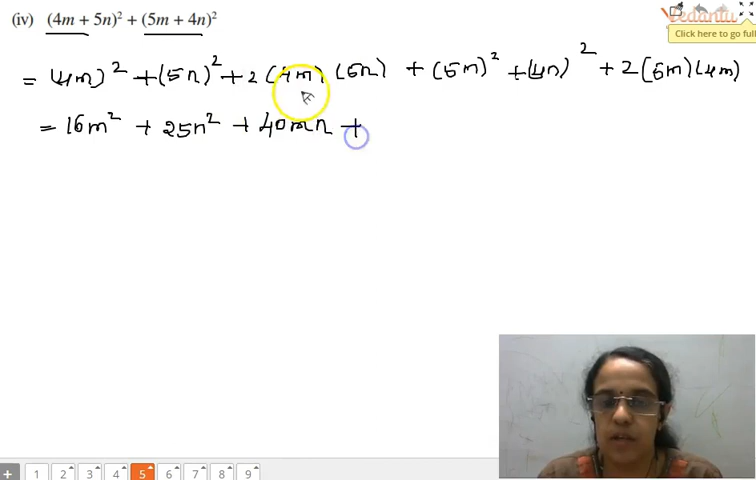 (iv) (4m + 5n)² + (5m + 4n)²
Vedantu
Click here to go full
= 4m)² + (5n)² + 2 (4m) (5n) + (5m)² + (4n)² + 2 (5m) (4m)
= 16m² + 25n² + 40mn +
+ 1 2 3 4 5 6 7 8 9